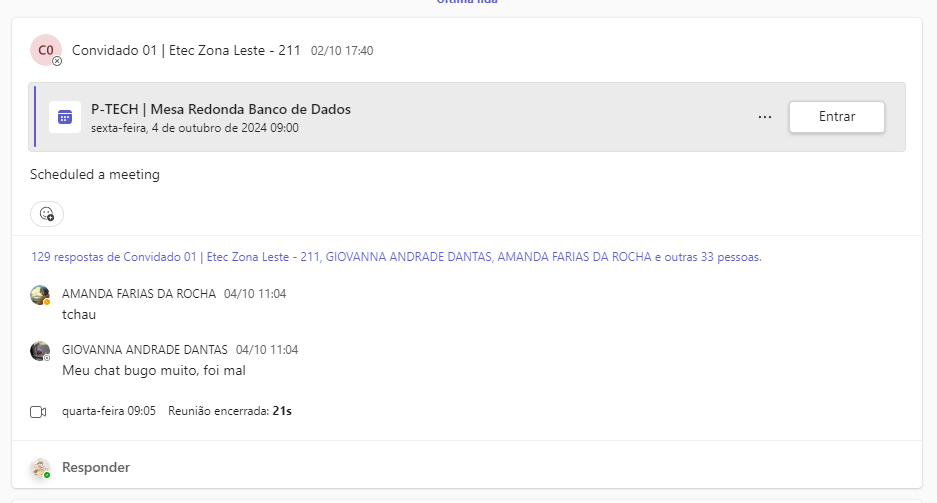 Última lida
C0
Convidado 01 | Etec Zona Leste - 211 02/10 17:40
P-TECH | Mesa Redonda Banco de Dados
sexta-feira, 4 de outubro de 2024 09:00
... Entrar
Scheduled a meeting
129 respostas de Convidado 01 | Etec Zona Leste - 211, GIOVANNA ANDRADE DANTAS, AMANDA FARIAS DA ROCHA e outras 33 pessoas.
AMANDA FARIAS DA ROCHA 04/10 11:04
tchau
GIOVANNA ANDRADE DANTAS 04/10 11:04
Meu chat bugo muito, foi mal
quarta-feira 09:05 Reunião encerrada: 21s
Responder